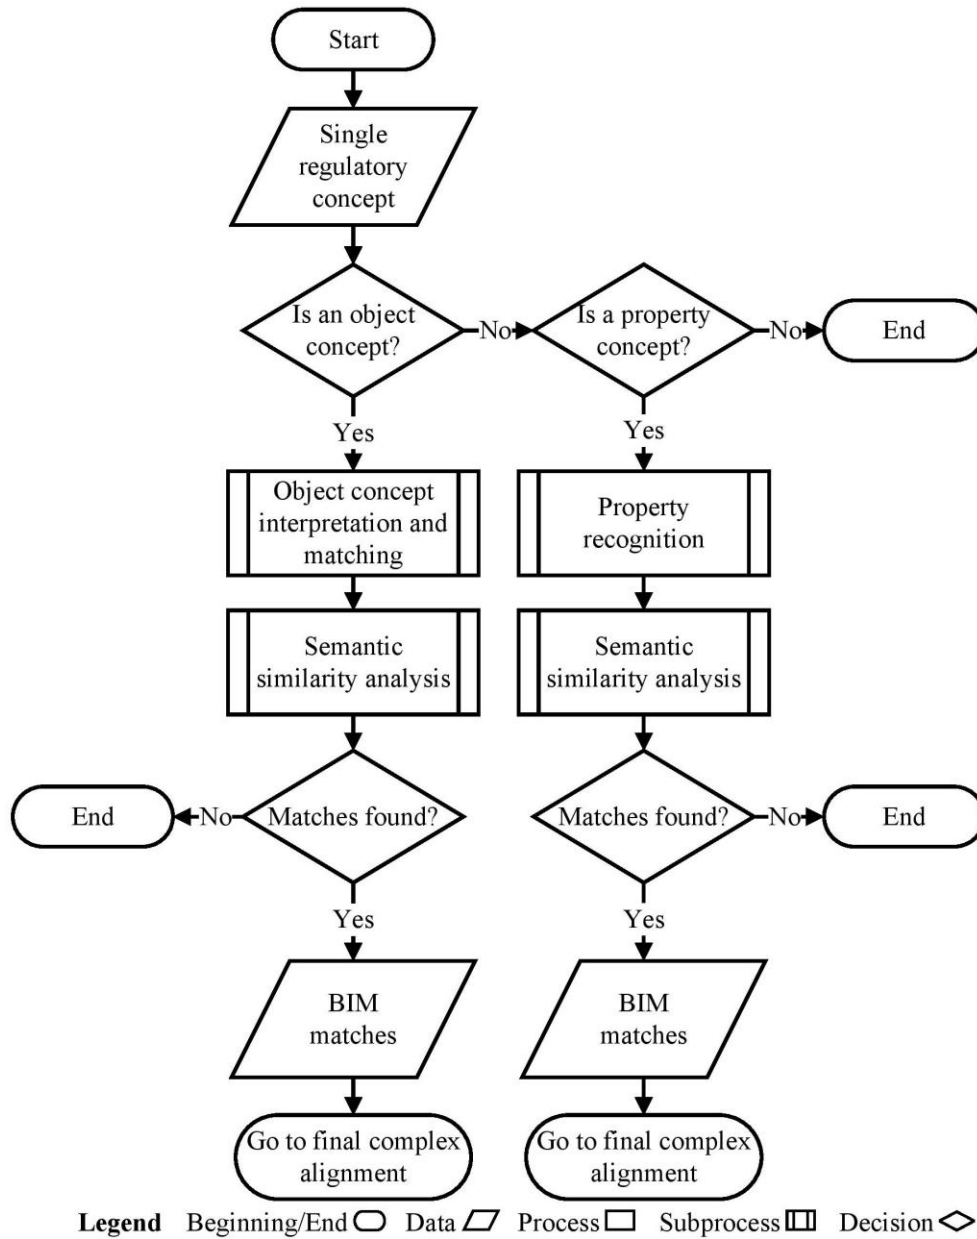 Start
Single
regulatory
concept
Is an object
concept?
No
Is a property
concept?
No
End
Yes
Yes
Object concept
interpretation and
matching
Property
recognition
Semantic
similarity analysis
Semantic
similarity analysis
End
No
Matches found?
Matches found?
No
End
Yes
Yes
BIM
matches
BIM
matches
Go to final complex
alignment
Go to final complex
alignment
Legend Beginning/End Data Process Subprocess Decision